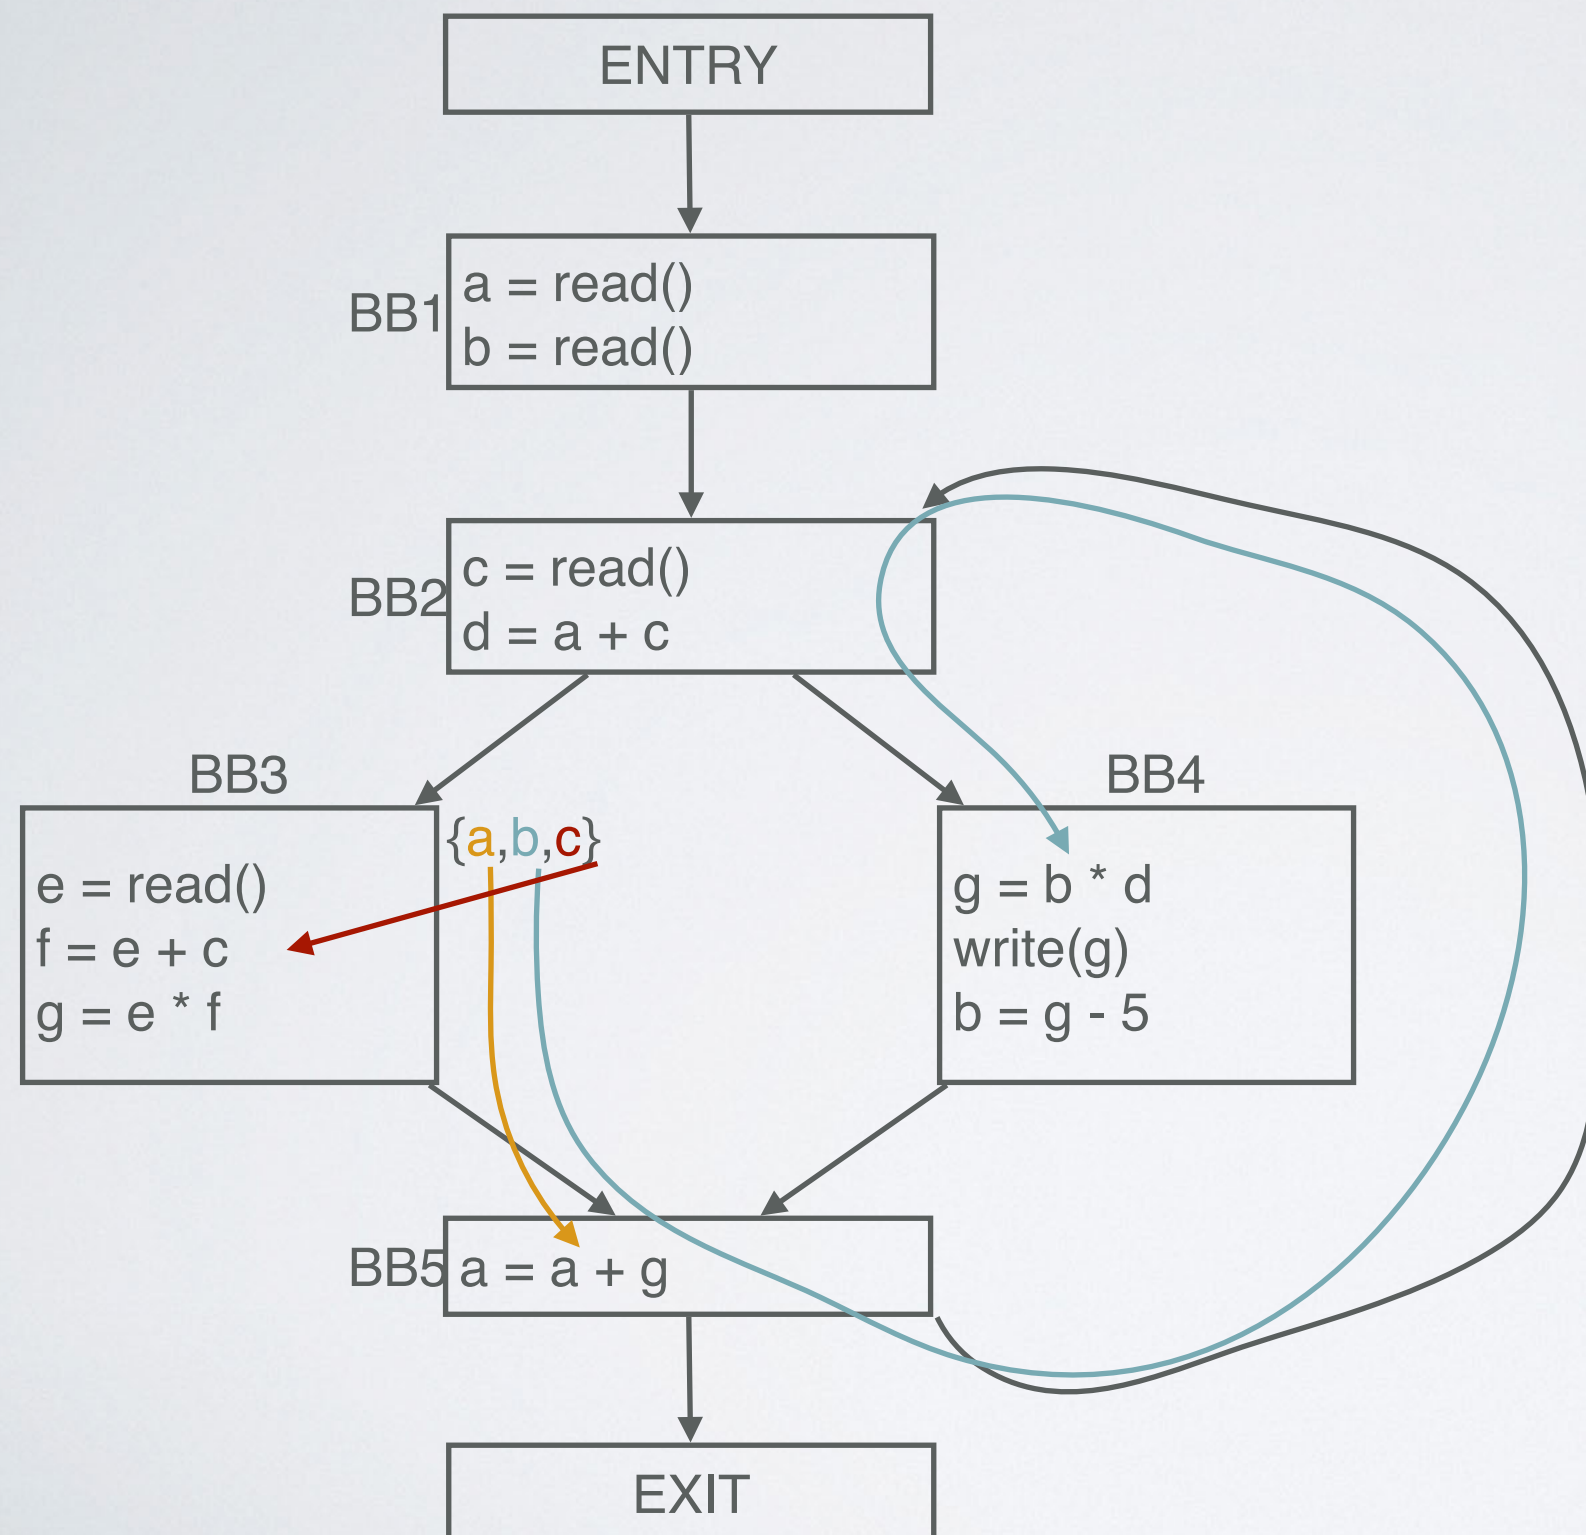 ENTRY
BB1
a = read()
b = read()
BB2
c = read()
d = a + c
BB3
{a,b,c}
e = read()
f = e + c
g = e * f
BB4
g = b * d
write(g)
b = g - 5
BB5
a = a + g
EXIT